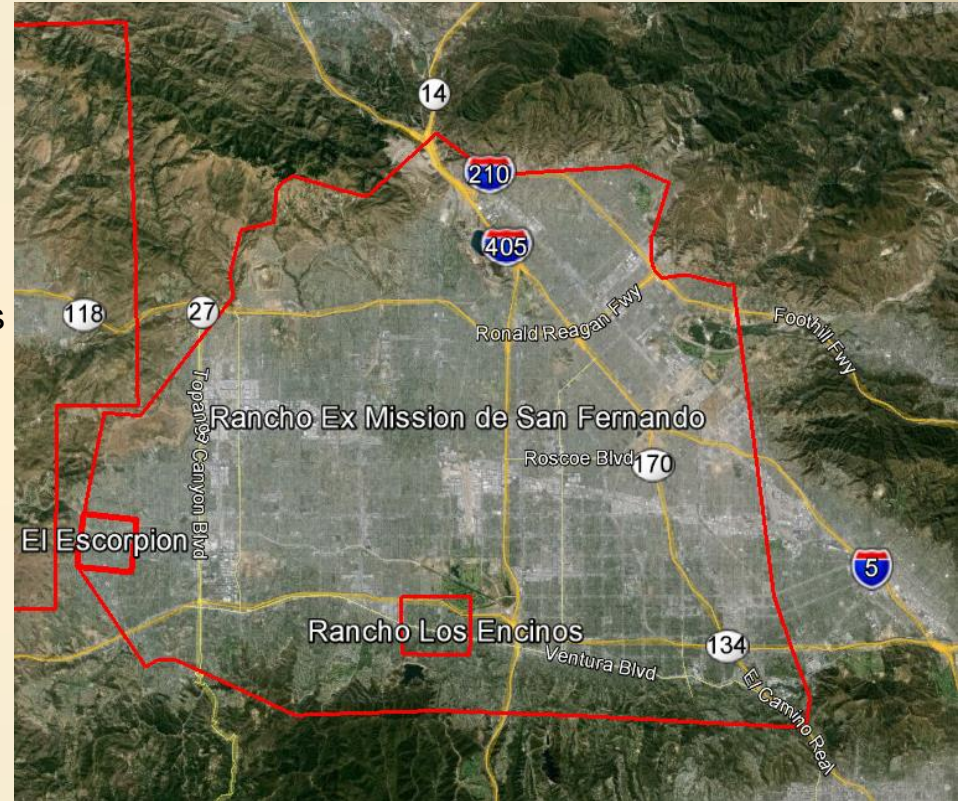 14
210
405
118
s
27
Ronald Reagan Fwy
Foothill Fwy
Topanga Canyon Blvd
Rancho Ex Mission de San Fernando
Roscoe Blvd
170
El Escorpion
5
Rancho Los Encinos
134
Ventura Blvd
El Camino Real